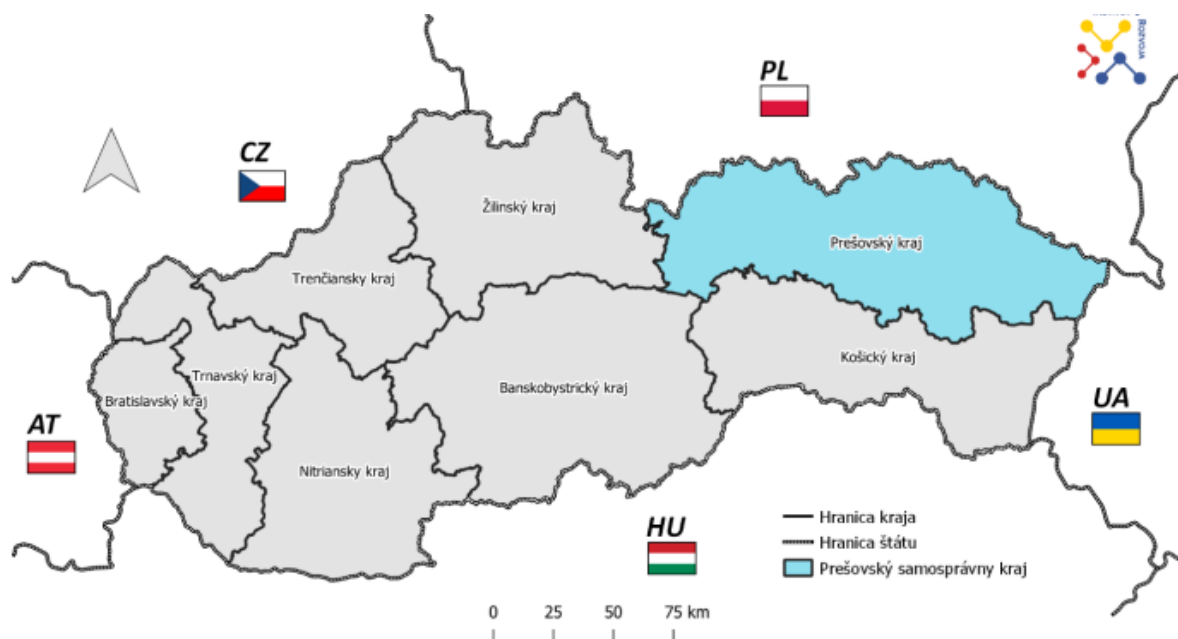 ROZVOJA
PL
CZ
Žilinský kraj
Prešovský kraj
Trenčiansky kraj
Košický kraj
Trnavský kraj
Banskobystrický kraj
Bratislavský kraj
AT
UA
Nitriansky kraj
HU
Hranica kraja
Hranica štátu
Prešovský samosprávny kraj
0 25 50 75 km